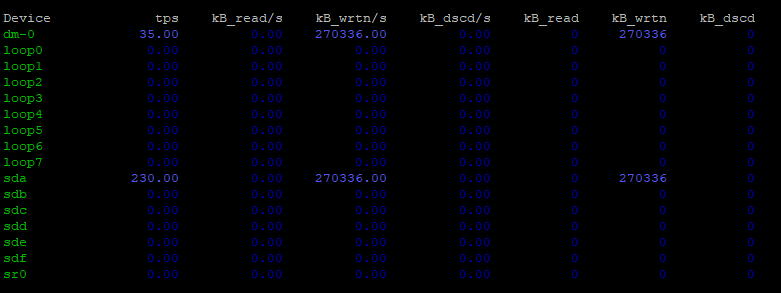 Device tps kB_read/s kB_wrtn/s kB_dscd/s kB_read kB_wrtn kB_dscd
dm-0 35.00 0.00 270336.00 0.00 0 270336 0
loop0 0.00 0.00 0.00 0.00 0 0 0
loop1 0.00 0.00 0.00 0.00 0 0 0
loop2 0.00 0.00 0.00 0.00 0 0 0
loop3 0.00 0.00 0.00 0.00 0 0 0
loop4 0.00 0.00 0.00 0.00 0 0 0
loop5 0.00 0.00 0.00 0.00 0 0 0
loop6 0.00 0.00 0.00 0.00 0 0 0
loop7 0.00 0.00 0.00 0.00 0 0 0
sda 230.00 0.00 270336.00 0.00 0 270336 0
sdb 0.00 0.00 0.00 0.00 0 0 0
sdc 0.00 0.00 0.00 0.00 0 0 0
sdd 0.00 0.00 0.00 0.00 0 0 0
sde 0.00 0.00 0.00 0.00 0 0 0
sdf 0.00 0.00 0.00 0.00 0 0 0
sr0 0.00 0.00 0.00 0.00 0 0 0